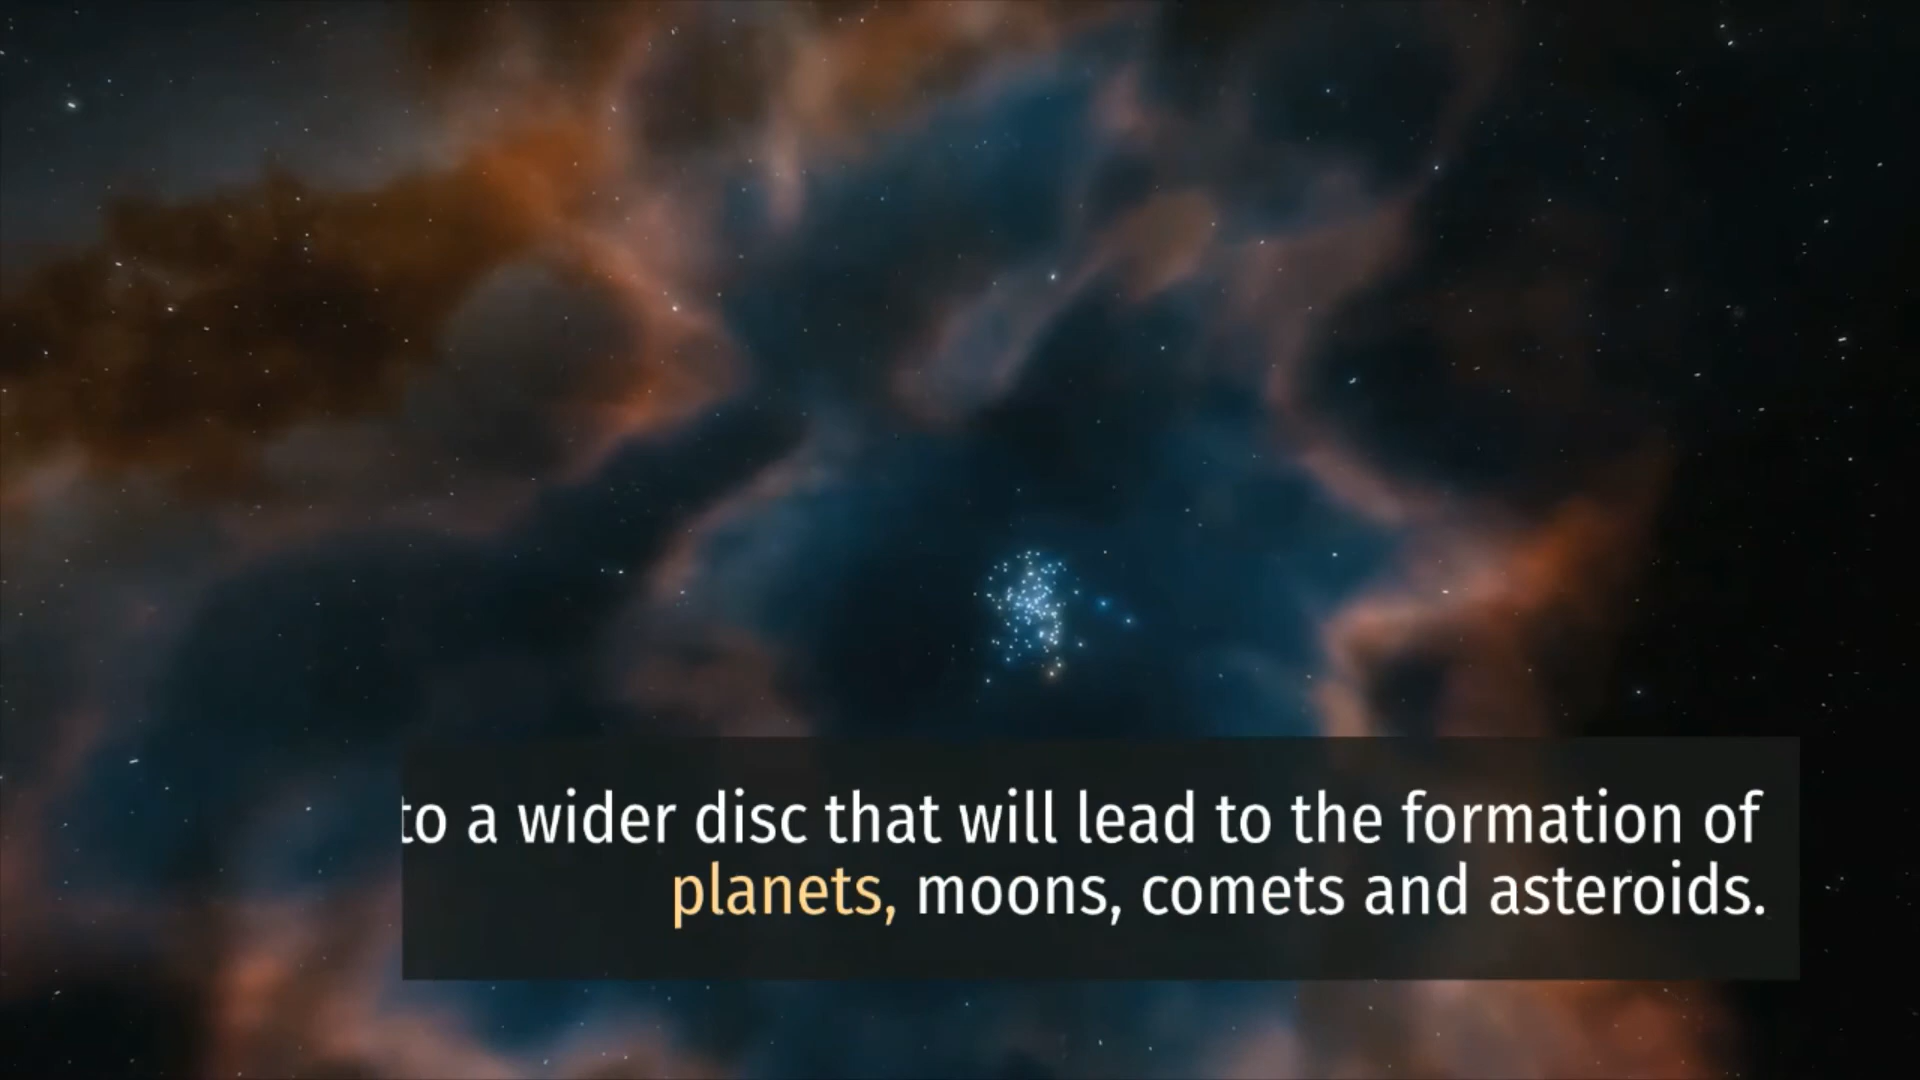 to a wider disc that will lead to the formation of
planets, moons, comets and asteroids.